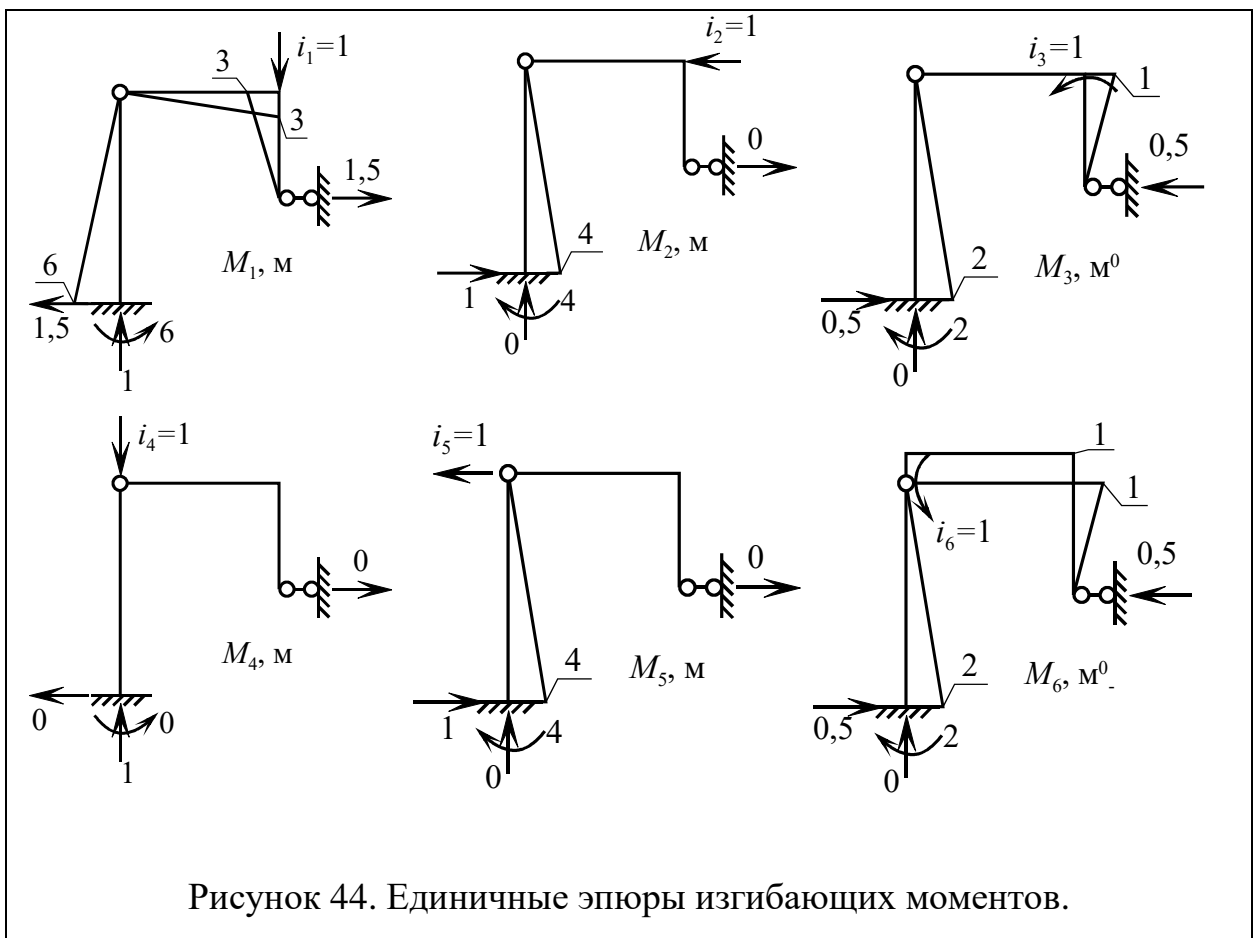 i₁=1
3
3
1,5
6
M₁, м
1,5
6
1
i₂=1
0
4
M₂, м
1
4
0
i₃=1
1
0,5
2
M₃, м⁰
0,5
2
0
i₄=1
0
M₄, м
0
0
1
i₅=1
0
4
M₅, м
1
4
0
1
1
i₆=1
0,5
2
M₆, м⁰-
0,5
2
0
Рисунок 44. Единичные эпюры изгибающих моментов.